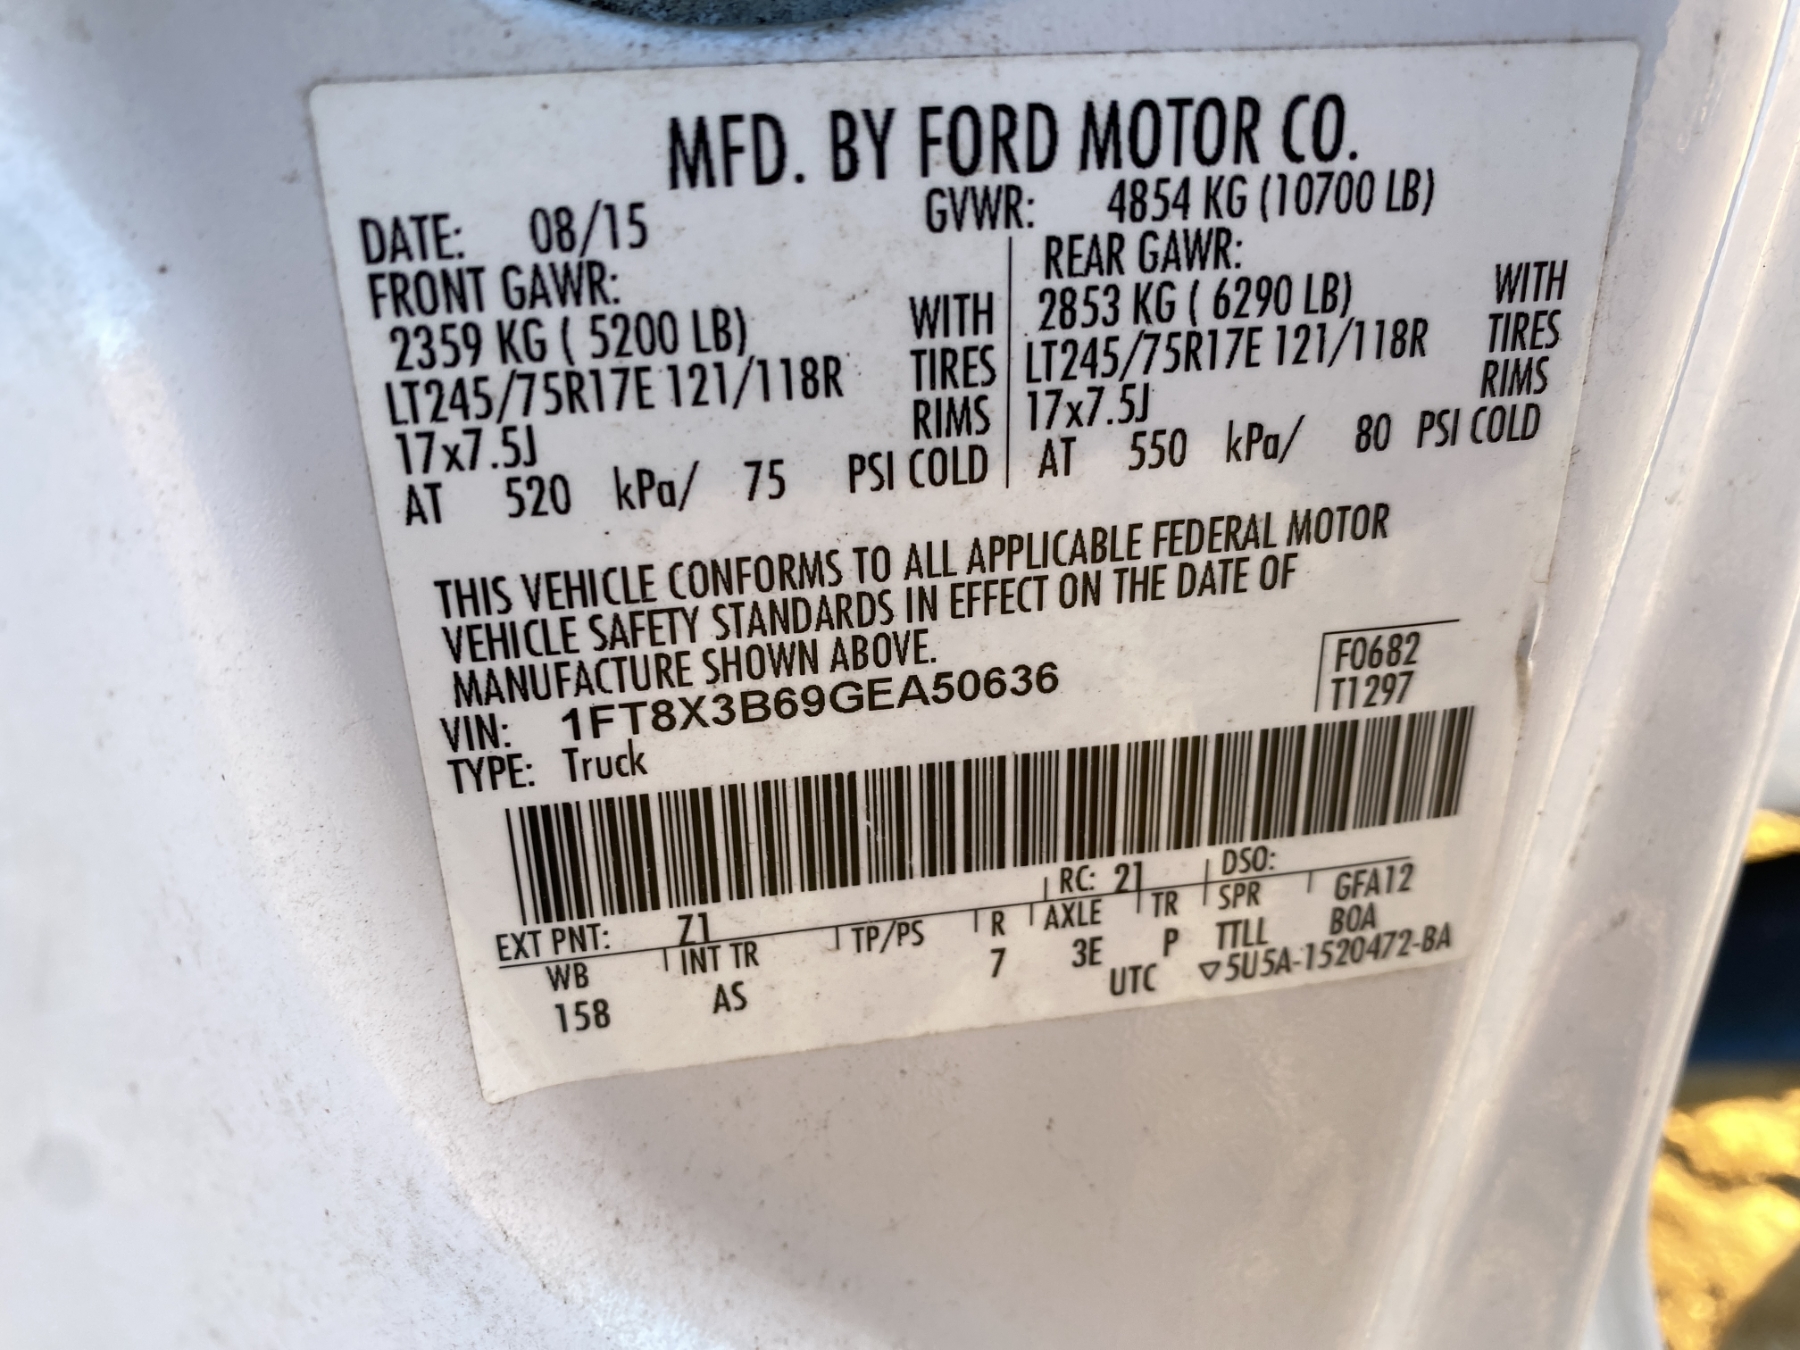 MFD. BY FORD MOTOR CO.
DATE: 08/15 GVWR: 4854 KG (10700 LB)
FRONT GAWR: REAR GAWR:
2359 KG ( 5200 LB) WITH 2853 KG ( 6290 LB) WITH
LT245/75R17E 121/118R TIRES LT245/75R17E 121/118R TIRES
17x7.5J RIMS 17x7.5J RIMS
AT 520 kPa/ 75 PSI COLD AT 550 kPa/ 80 PSI COLD
THIS VEHICLE CONFORMS TO ALL APPLICABLE FEDERAL MOTOR
VEHICLE SAFETY STANDARDS IN EFFECT ON THE DATE OF
MANUFACTURE SHOWN ABOVE.
VIN: 1FT8X3B69GEA50636 F0682
TYPE: Truck T1297
EXT PNT: Z1 RC: 21 DSO:
WB INT TR TP/PS R AXLE TR SPR GFA12
158 AS 7 3E P TTLL BOA
UTC ▽5U5A-1520472-BA